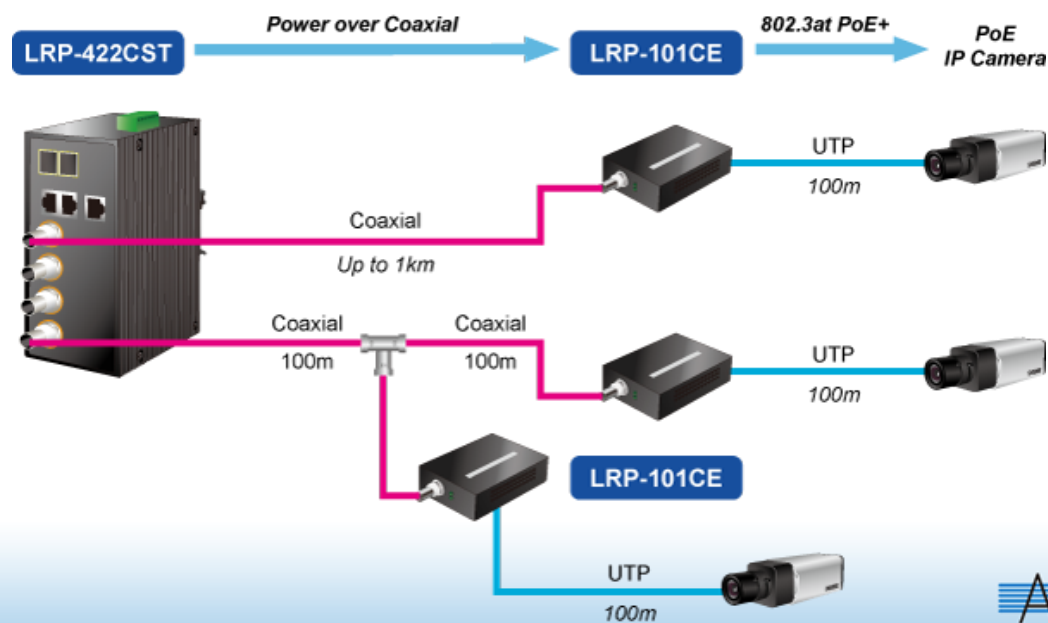 LRP-422CST
Power over Coaxial
LRP-101CE
802.3at PoE+
PoE
IP Camera
UTP
100m
Coaxial
Up to 1km
Coaxial
100m
Coaxial
100m
UTP
100m
LRP-101CE
UTP
100m